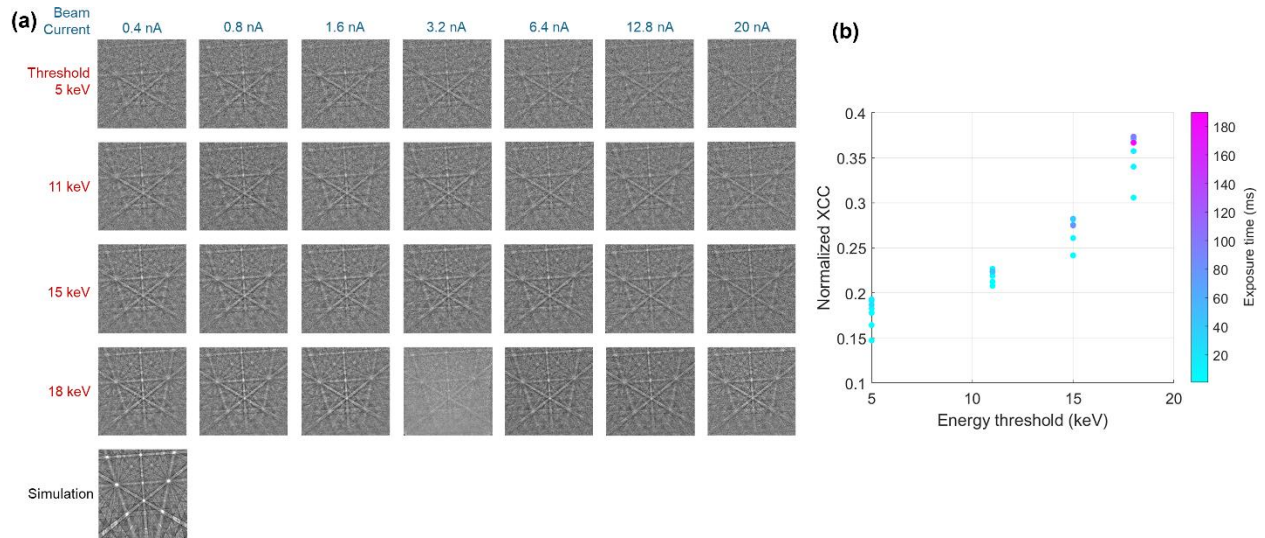 (a)
Beam
Current
0.4 nA 0.8 nA 1.6 nA 3.2 nA 6.4 nA 12.8 nA 20 nA
Threshold
5 keV
11 keV
15 keV
18 keV
Simulation
(b)
Normalized XCC
0.4
0.35
0.3
0.25
0.2
0.15
0.1
5 10 15 20
Energy threshold (keV)
180
160
140
120
100
80
60
40
20
Exposure time (ms)